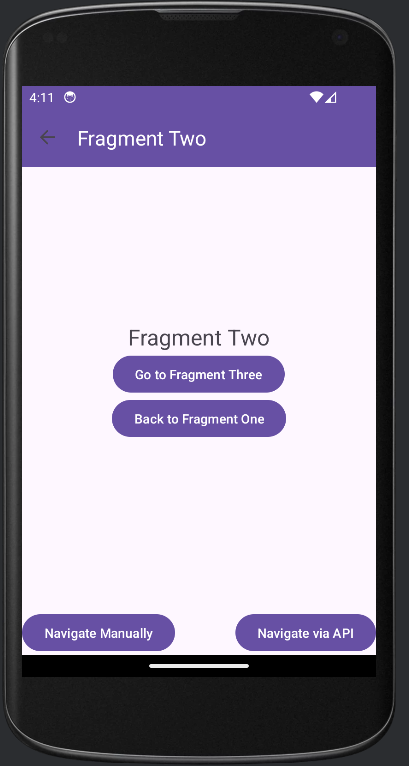 4:11
Fragment Two
Fragment Two
Go to Fragment Three
Back to Fragment One
Navigate Manually
Navigate via API